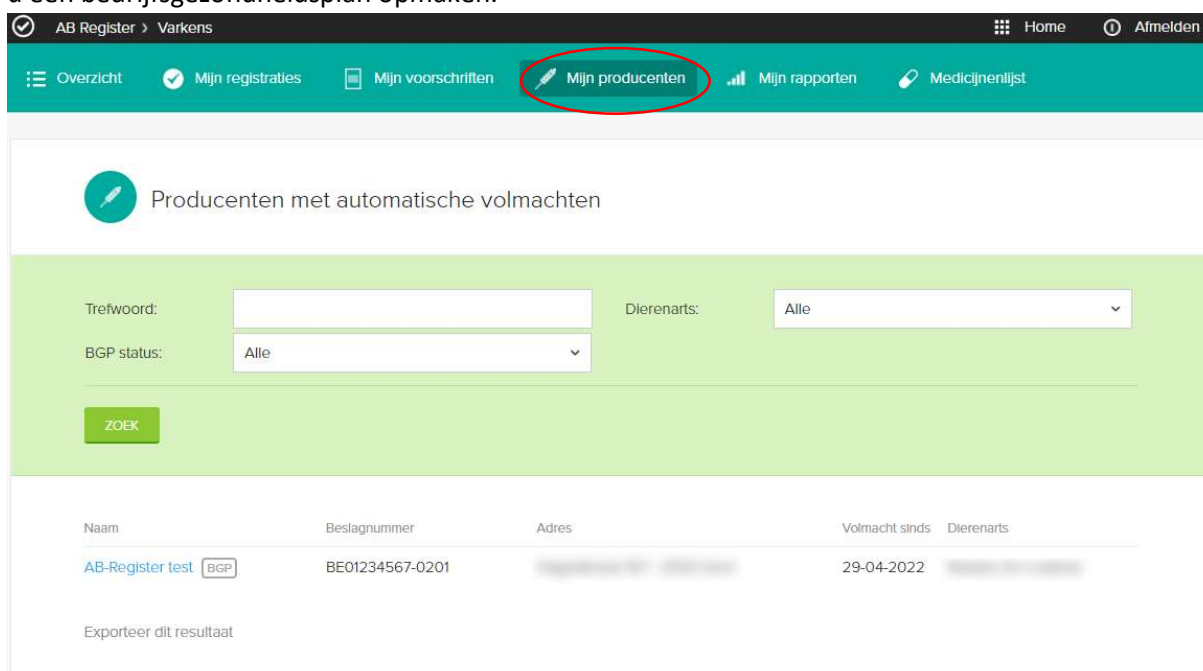 u een bedrijfsgezondheidsplan opmaken.
AB Register > Varkens Home Afmelden
Overzicht Mijn registraties Mijn voorschriften Mijn producenten Mijn rapporten Medicijnenlijst
Producenten met automatische volmachten
Trefwoord: Dierenarts: Alle
BGP status: Alle
ZOEK
Naam Beslagnummer Adres Volmacht sinds Dierenarts
AB-Register test BGP BE01234567-0201 29-04-2022
Exporteer dit resultaat